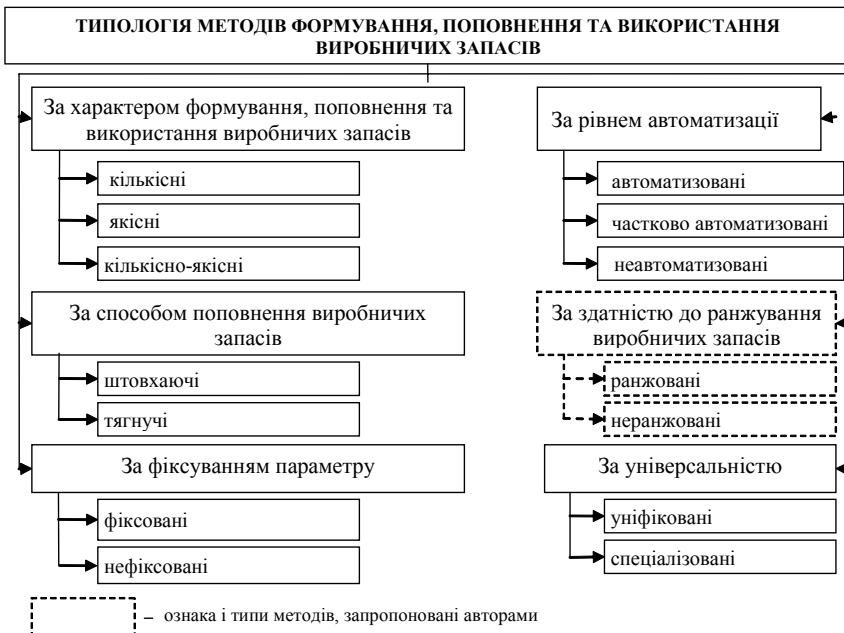 ТИПОЛОГІЯ МЕТОДІВ ФОРМУВАННЯ, ПОПОВНЕННЯ ТА ВИКОРИСТАННЯ
ВИРОБНИЧИХ ЗАПАСІВ
За характером формування, поповнення та
використання виробничих запасів
кількісні
якісні
кількісно-якісні
За способом поповнення виробничих
запасів
штовхаючі
тягнучі
За фіксуванням параметру
фіксовані
нефіксовані
За рівнем автоматизації
автоматизовані
частково автоматизовані
неавтоматизовані
За здатністю до ранжування
виробничих запасів
ранжовані
неранжовані
За універсальністю
уніфіковані
спеціалізовані
– ознака і типи методів, запропоновані авторами